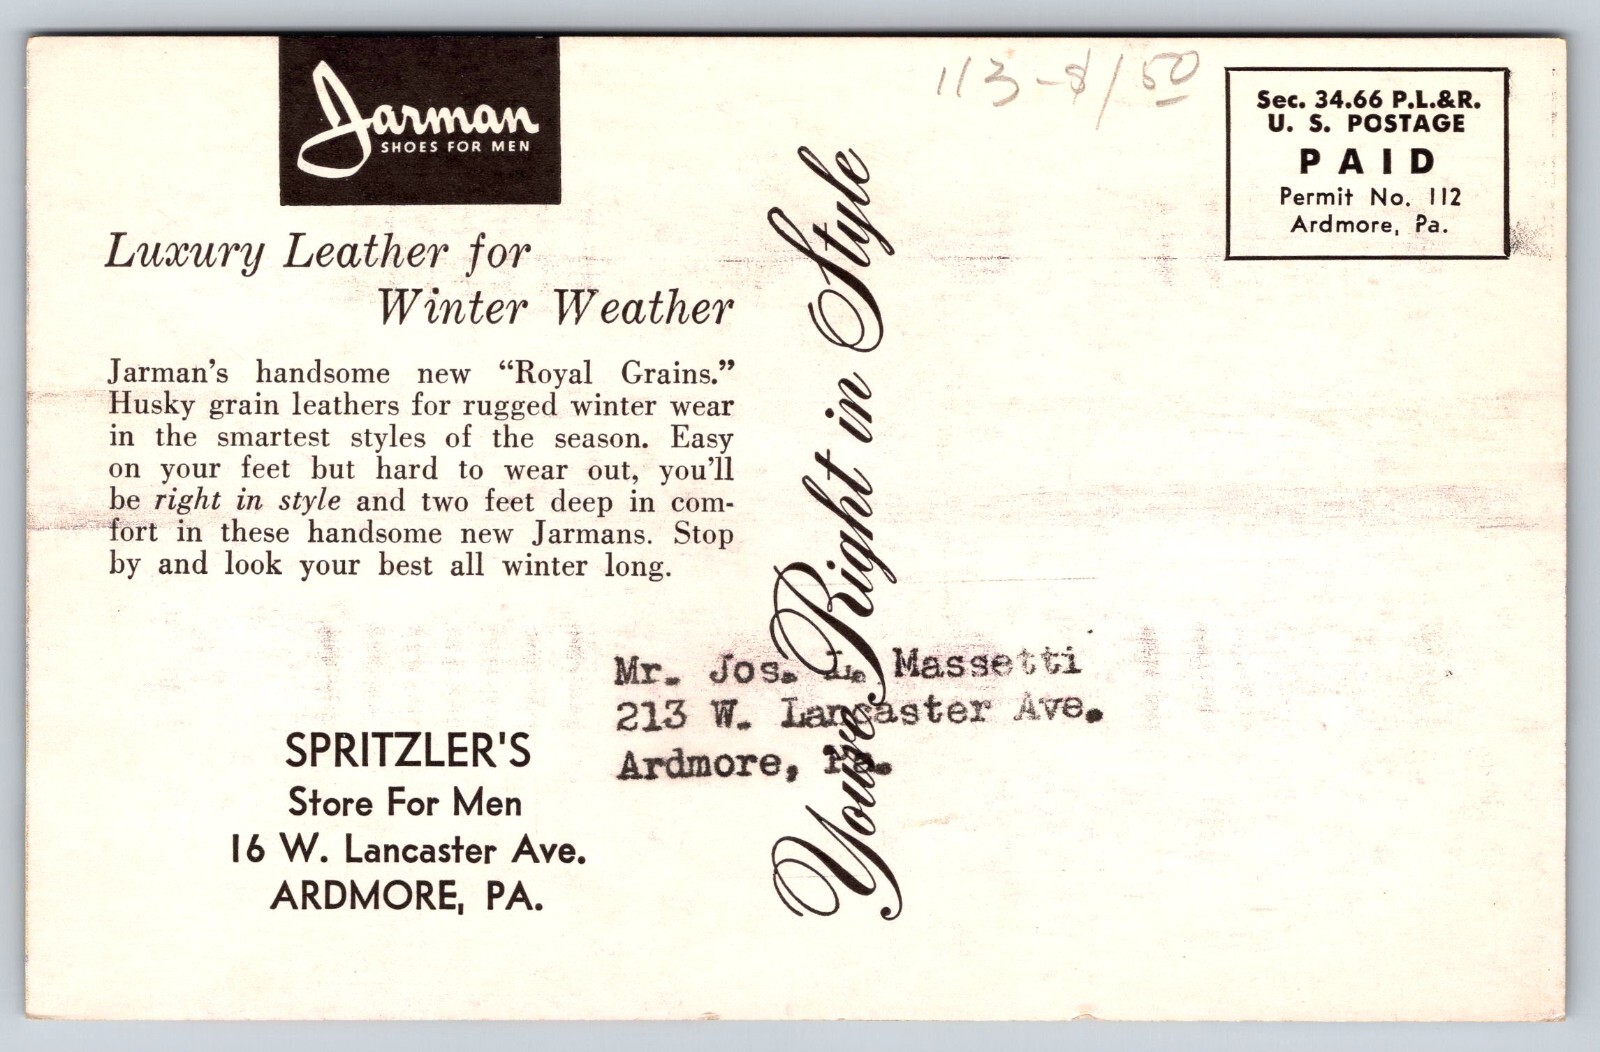 Jarman
SHOES FOR MEN
Luxury Leather for
Winter Weather
Jarman's handsome new “Royal Grains.”
Husky grain leathers for rugged winter wear
in the smartest styles of the season. Easy
on your feet but hard to wear out, you'll
be right in style and two feet deep in com-
fort in these handsome new Jarmans. Stop
by and look your best all winter long.
SPRITZLER'S
Store For Men
16 W. Lancaster Ave.
ARDMORE, PA.
You're Right in Style
113-$1.50
Sec. 34.66 P.L.&R.
U. S. POSTAGE
PAID
Permit No. 112
Ardmore, Pa.
Mr. Jos. L. Massetti
213 W. Lancaster Ave.
Ardmore, Pa.